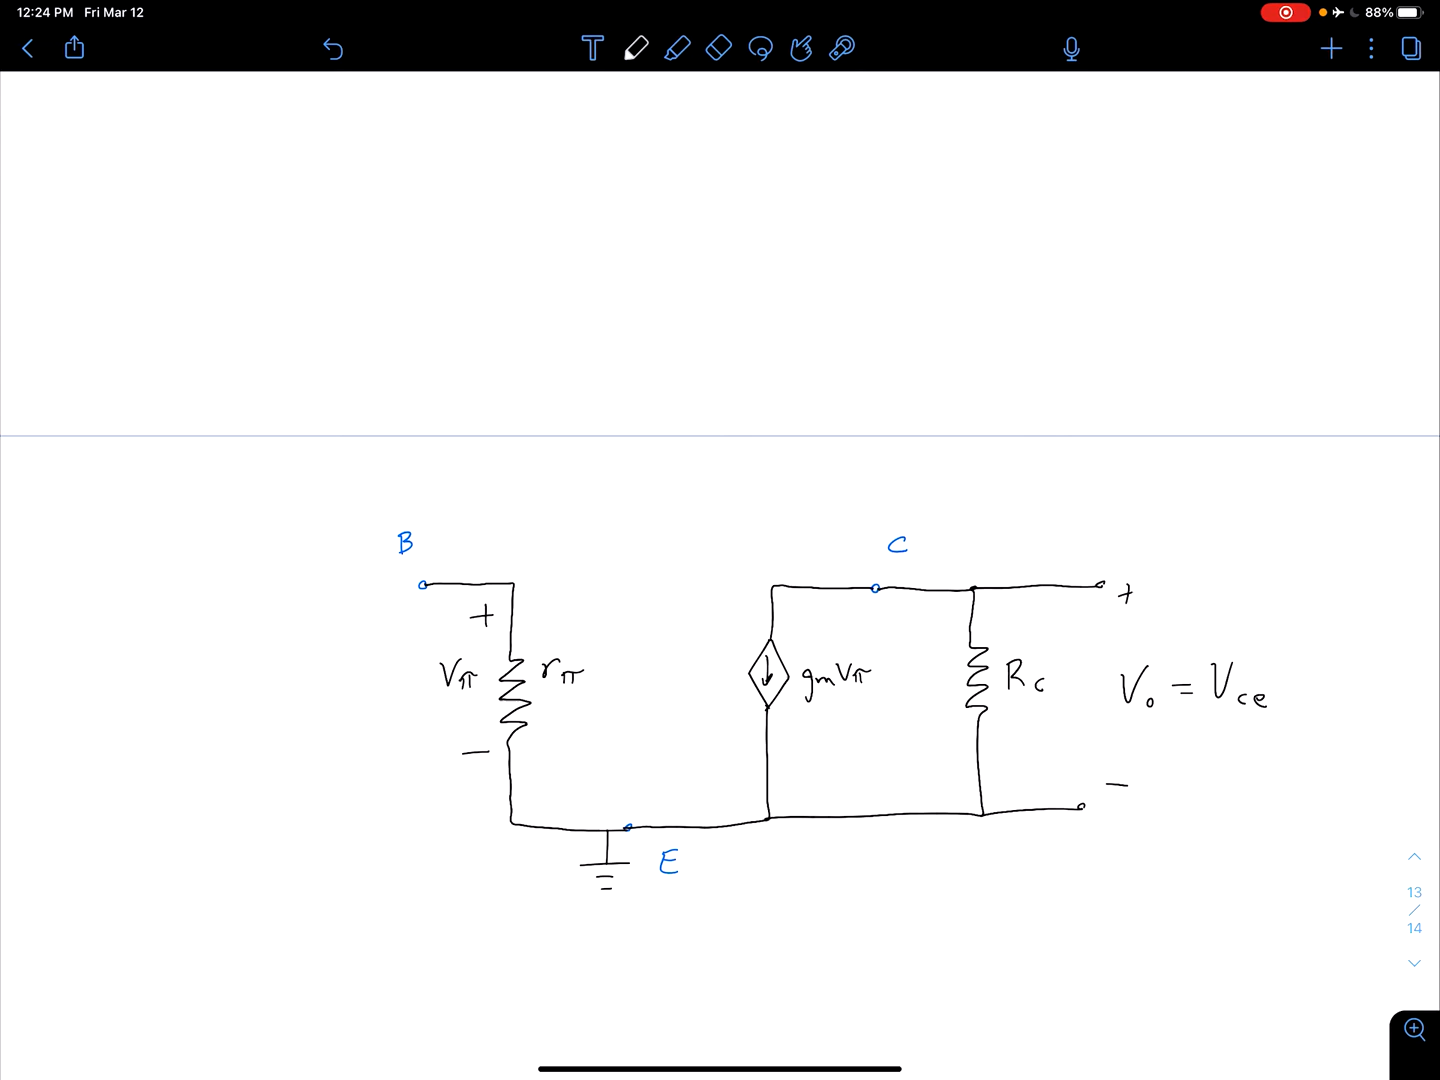 12:24 PM Fri Mar 12
88%
T
B
C
+
+
Vπ
rπ
gmVπ
Rc
Vo = Vce
−
−
E
13
/
14